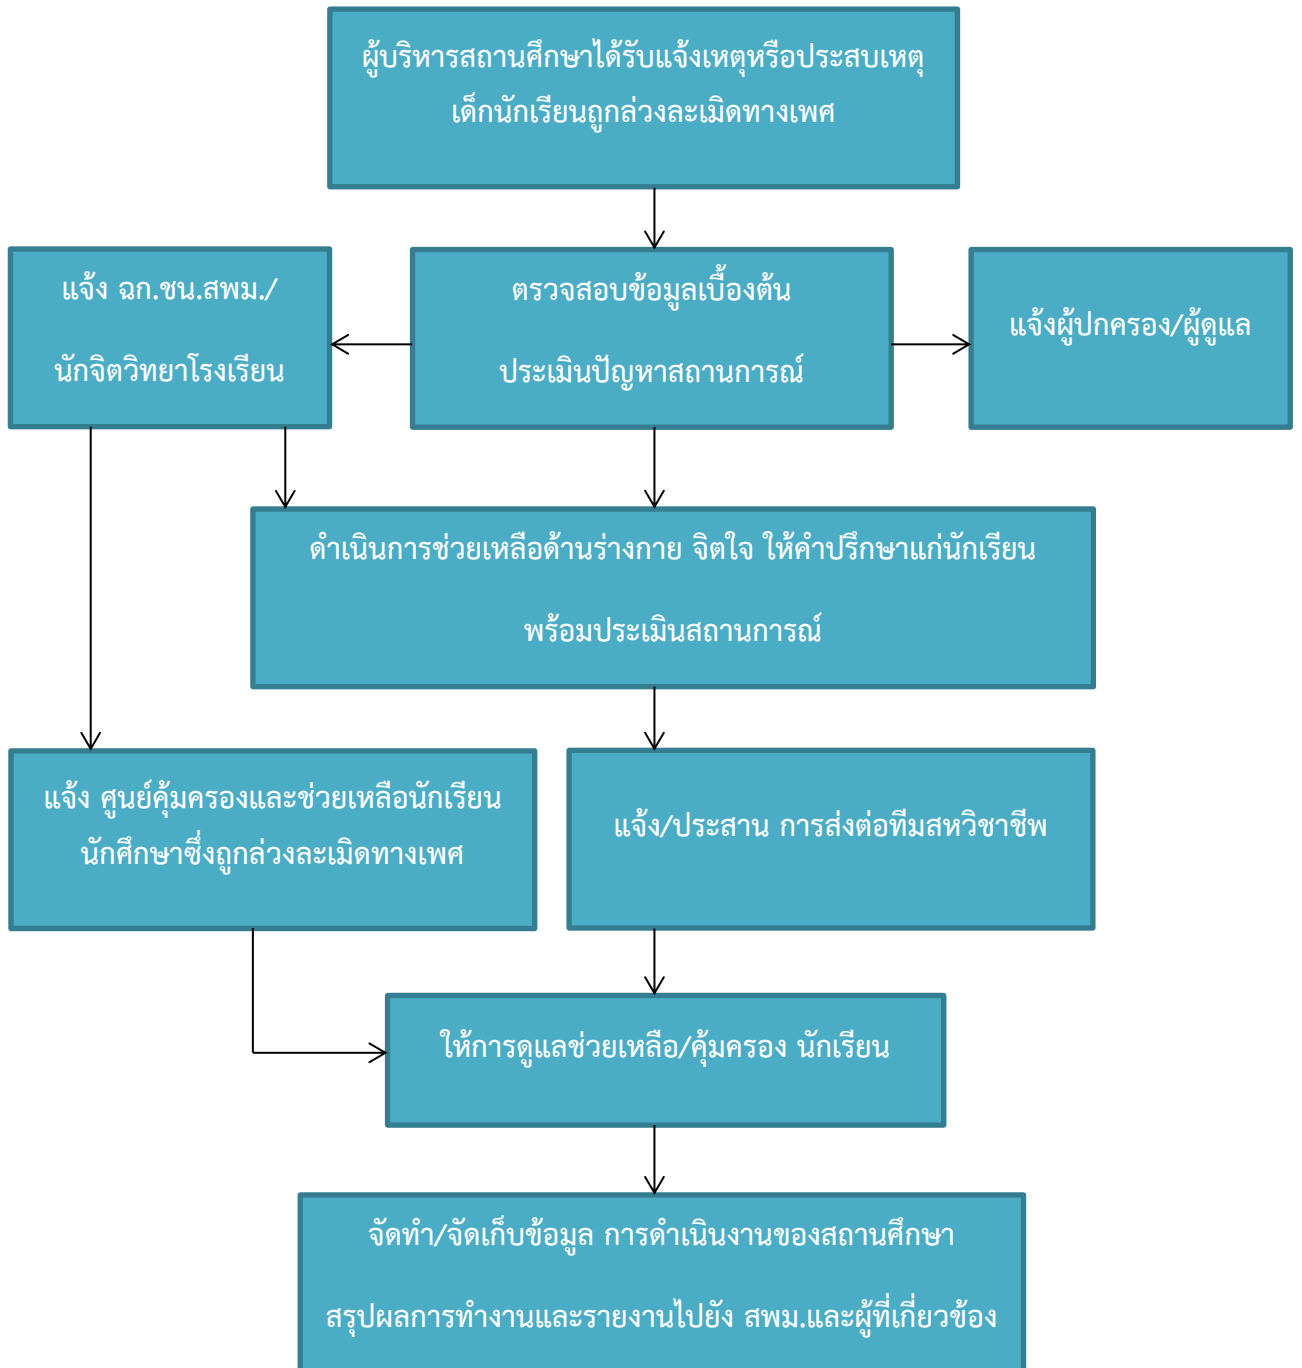 ผู้บริหารสถานศึกษาได้รับแจ้งเหตุหรือประสบเหตุ
เด็กนักเรียนถูกล่วงละเมิดทางเพศ
แจ้ง ฉก.ชน.สพม./
นักจิตวิทยาโรงเรียน
ตรวจสอบข้อมูลเบื้องต้น
ประเมินปัญหาสถานการณ์
แจ้งผู้ปกครอง/ผู้ดูแล
ดำเนินการช่วยเหลือด้านร่างกาย จิตใจ ให้คำปรึกษาแก่นักเรียน
พร้อมประเมินสถานการณ์
แจ้ง ศูนย์คุ้มครองและช่วยเหลือนักเรียน
นักศึกษาซึ่งถูกล่วงละเมิดทางเพศ
แจ้ง/ประสาน การส่งต่อทีมสหวิชาชีพ
ให้การดูแลช่วยเหลือ/คุ้มครอง นักเรียน
จัดทำ/จัดเก็บข้อมูล การดำเนินงานของสถานศึกษา
สรุปผลการทำงานและรายงานไปยัง สพม.และผู้ที่เกี่ยวข้อง